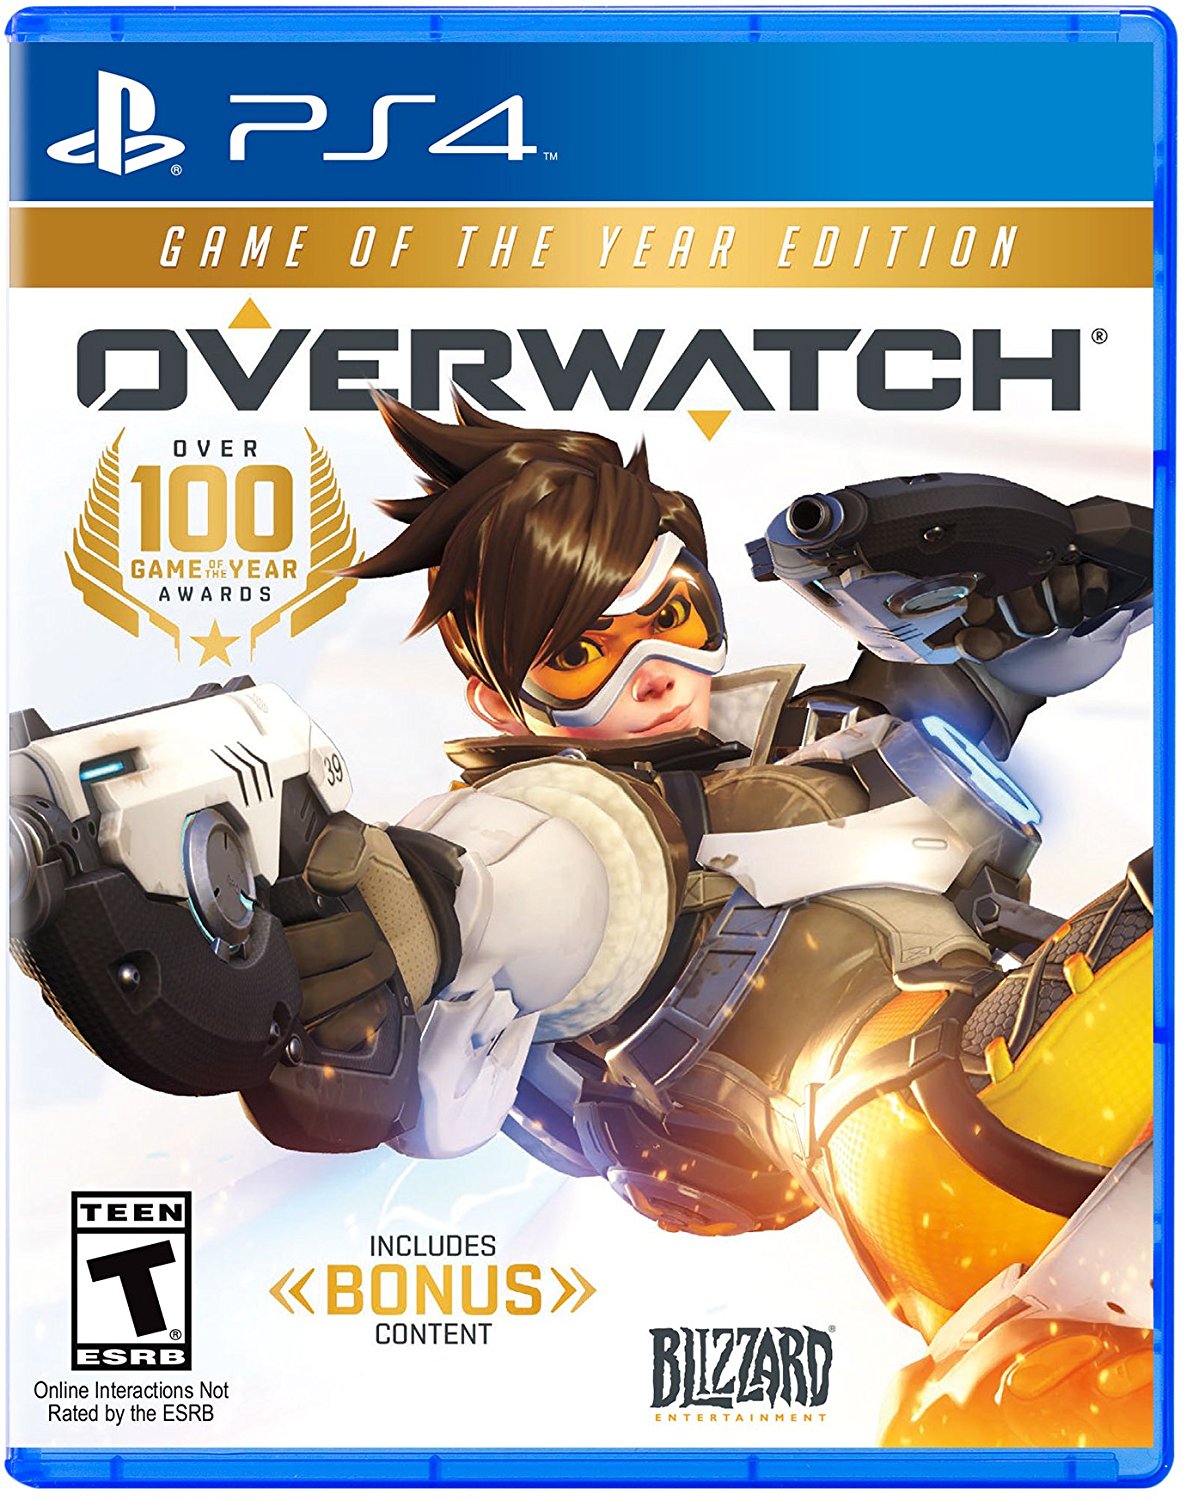 PS4™
GAME OF THE YEAR EDITION
OVERWATCH®
OVER
100
GAME OF THE YEAR
AWARDS
39
TEEN
T®
ESRB
Online Interactions Not
Rated by the ESRB
INCLUDES
«BONUS»
CONTENT
BLIZZARD®
ENTERTAINMENT